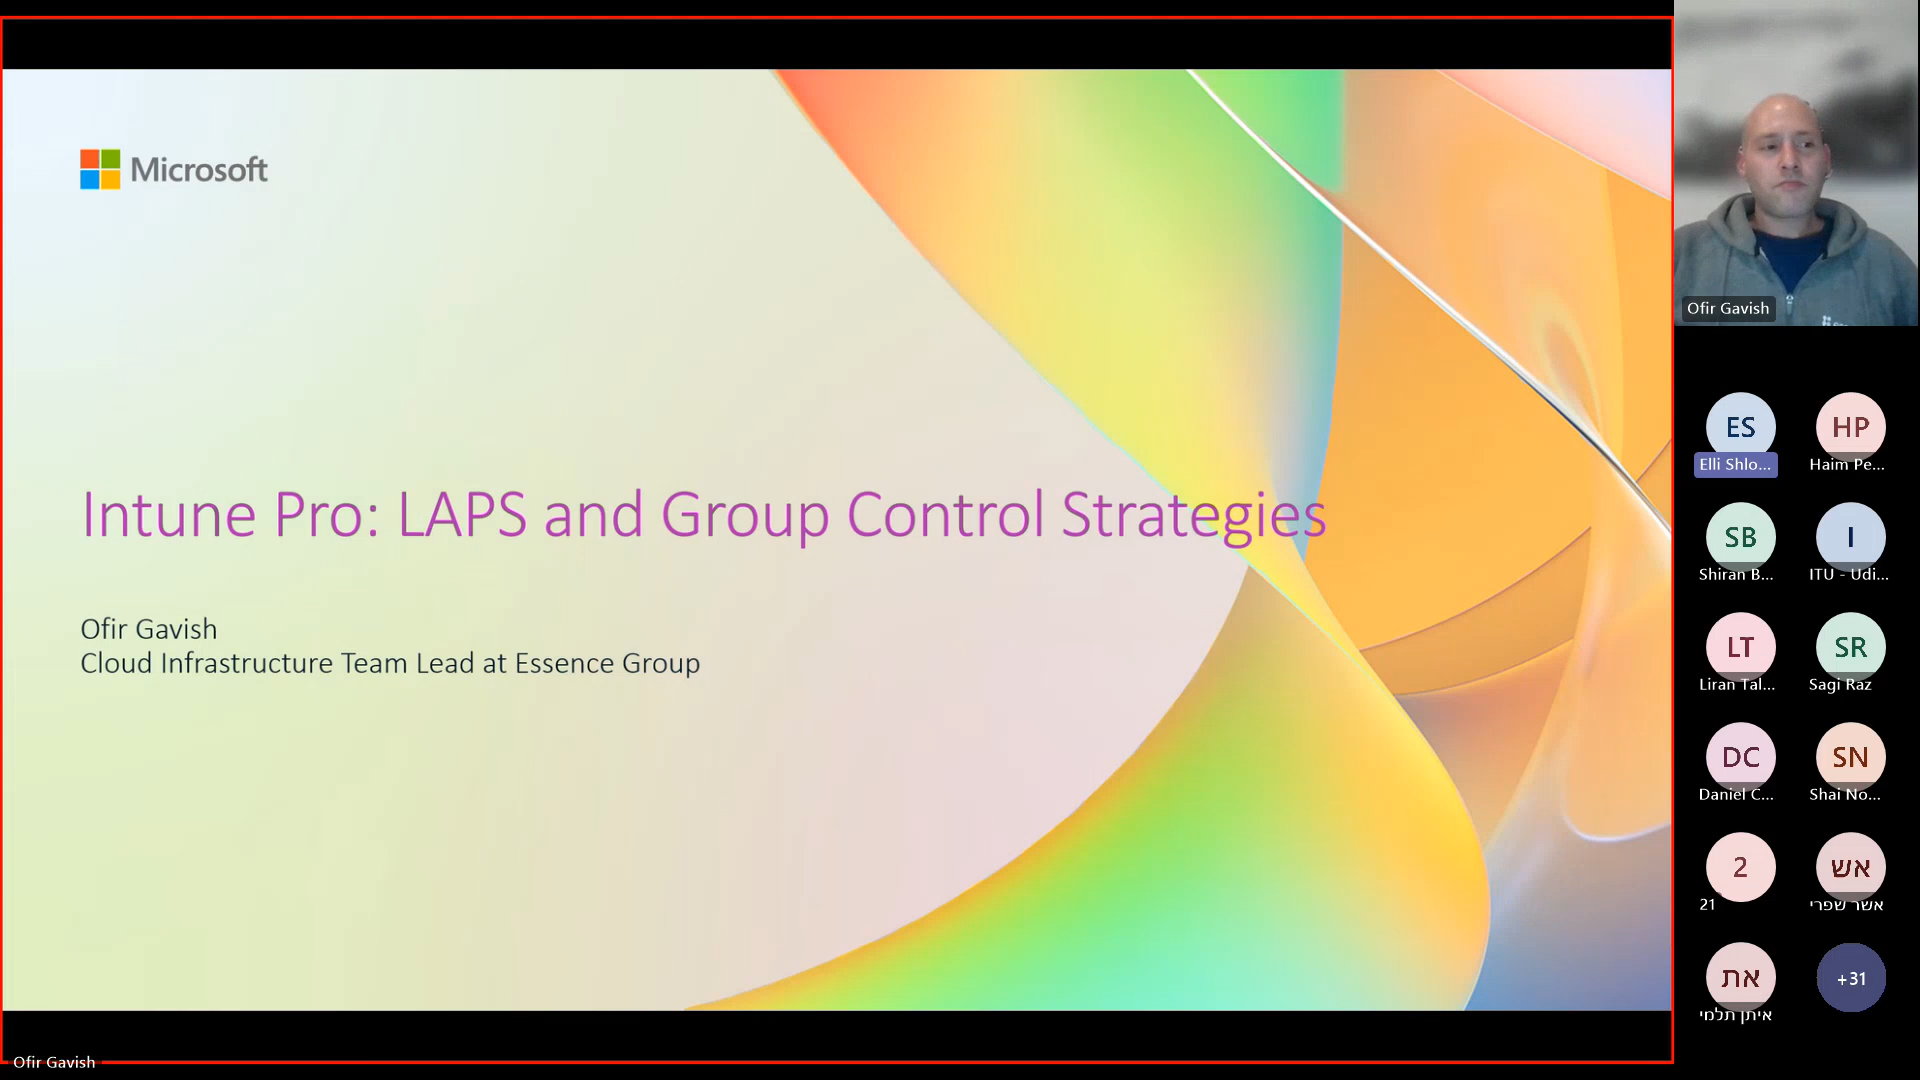 Microsoft
Intune Pro: LAPS and Group Control Strategies
Ofir Gavish
Cloud Infrastructure Team Lead at Essence Group
Ofir Gavish
Ofir Gavish
ES
Elli Shlo...
HP
Haim Pe...
SB
Shiran B...
I
ITU - Udi...
LT
Liran Tal...
SR
Sagi Raz
DC
Daniel C...
SN
Shai No...
2
21
אש
אשר שפרי
את
איתן תלמי
+31